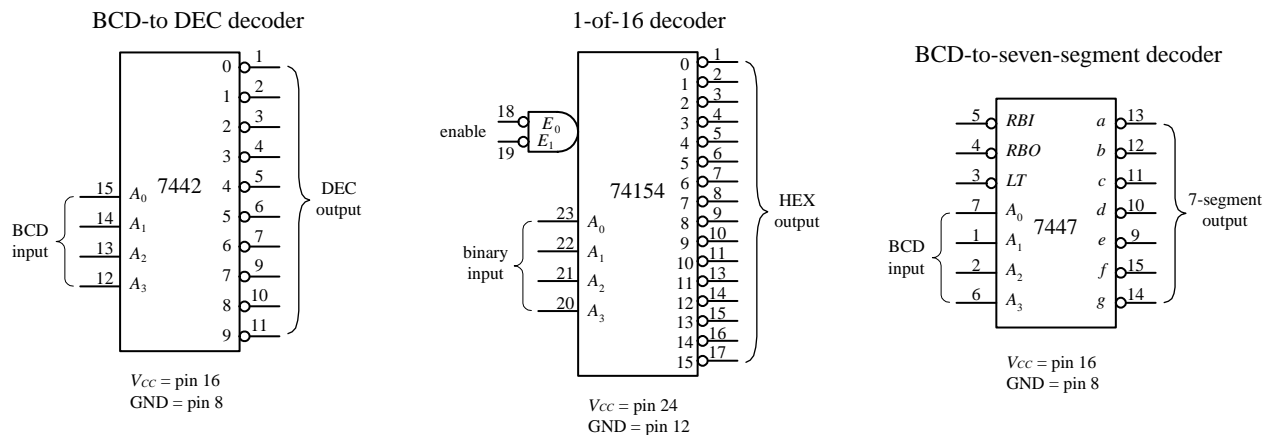 BCD-to DEC decoder
15 A0
14 A1
13 A2
12 A3
BCD
input
7442
0 1
1 2
2 3
3 4
4 5
5 6
6 7
7 9
8 10
9 11
DEC
output
VCC = pin 16
GND = pin 8
1-of-16 decoder
enable
18 E0
19 E1
23 A0
22 A1
21 A2
20 A3
binary
input
74154
0 1
1 2
2 3
3 4
4 5
5 6
6 7
7 8
8 9
9 10
10 11
11 13
12 14
13 15
14 16
15 17
HEX
output
VCC = pin 24
GND = pin 12
BCD-to-seven-segment decoder
5 RBI
4 RBO
3 LT
7 A0
1 A1
2 A2
6 A3
BCD
input
7447
a 13
b 12
c 11
d 10
e 9
f 15
g 14
7-segment
output
VCC = pin 16
GND = pin 8